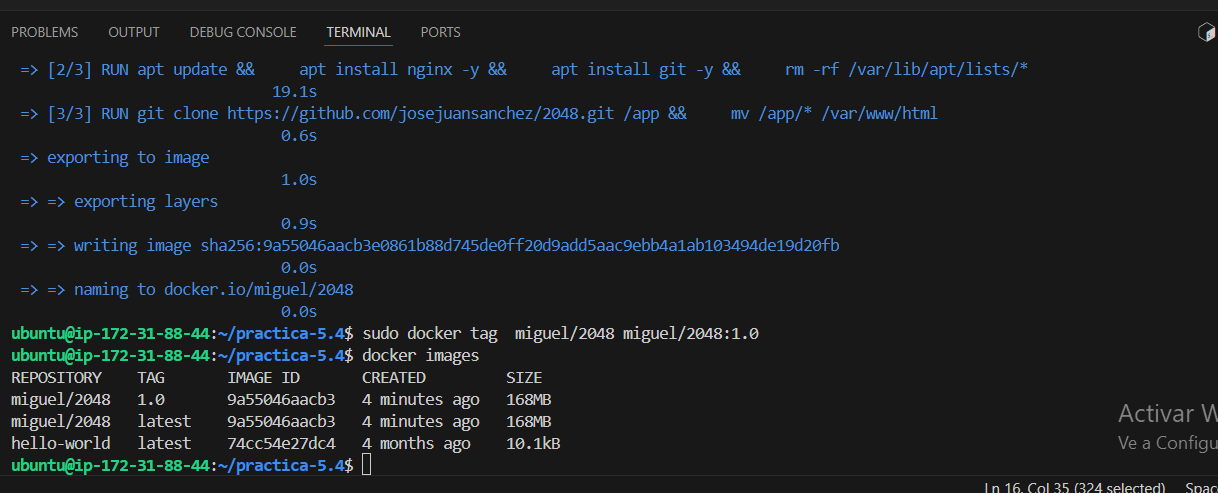 PROBLEMS OUTPUT DEBUG CONSOLE TERMINAL PORTS
=> [2/3] RUN apt update &&     apt install nginx -y &&     apt install git -y &&     rm -rf /var/lib/apt/lists/*
19.1s
=> [3/3] RUN git clone https://github.com/josejuansanchez/2048.git /app &&     mv /app/* /var/www/html
0.6s
=> exporting to image
1.0s
=> => exporting layers
0.9s
=> => writing image sha256:9a55046aacb3e0861b88d745de0ff20d9add5aac9ebb4a1ab103494de19d20fb
0.0s
=> => naming to docker.io/miguel/2048
0.0s
ubuntu@ip-172-31-88-44:~/practica-5.4$ sudo docker tag  miguel/2048 miguel/2048:1.0
ubuntu@ip-172-31-88-44:~/practica-5.4$ docker images
REPOSITORY   TAG       IMAGE ID       CREATED         SIZE
miguel/2048   1.0       9a55046aacb3   4 minutes ago   168MB
miguel/2048   latest    9a55046aacb3   4 minutes ago   168MB
hello-world   latest    74cc54e27dc4   4 months ago    10.1kB
ubuntu@ip-172-31-88-44:~/practica-5.4$
Activar W
Ve a Configu
Ln 16, Col 35 (324 selected) Space